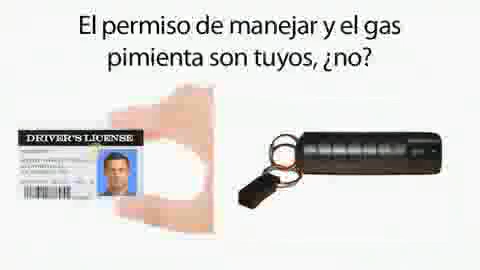 El permiso de manejar y el gas
pimienta son tuyos, ¿no?
DRIVER'S LICENSE